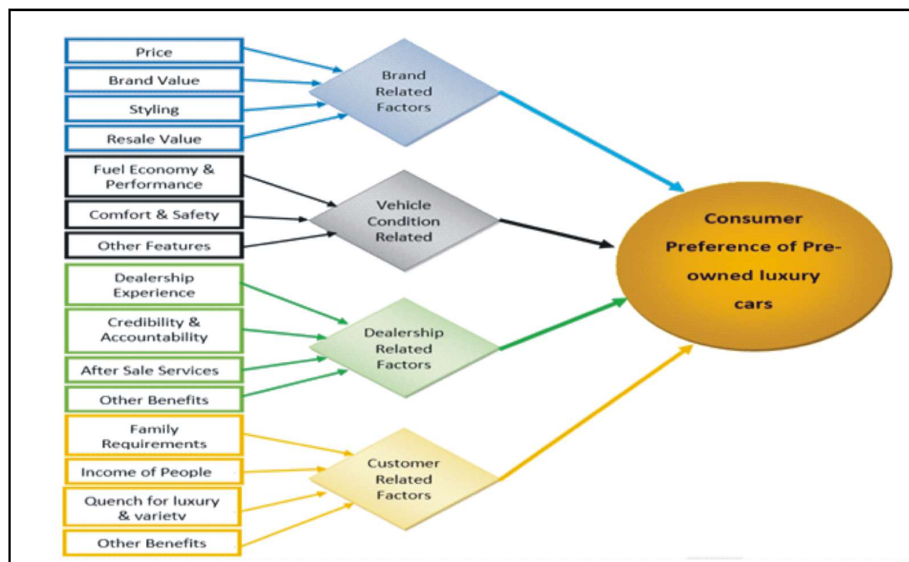 Price
Brand Value
Styling
Resale Value
Brand
Related
Factors
Fuel Economy &
Performance
Comfort & Safety
Other Features
Vehicle
Condition
Related
Dealership
Experience
Credibility &
Accountability
After Sale Services
Other Benefits
Dealership
Related
Factors
Family
Requirements
Income of People
Quench for luxury
& variety
Other Benefits
Customer
Related
Factors
Consumer
Preference of Pre-
owned luxury
cars